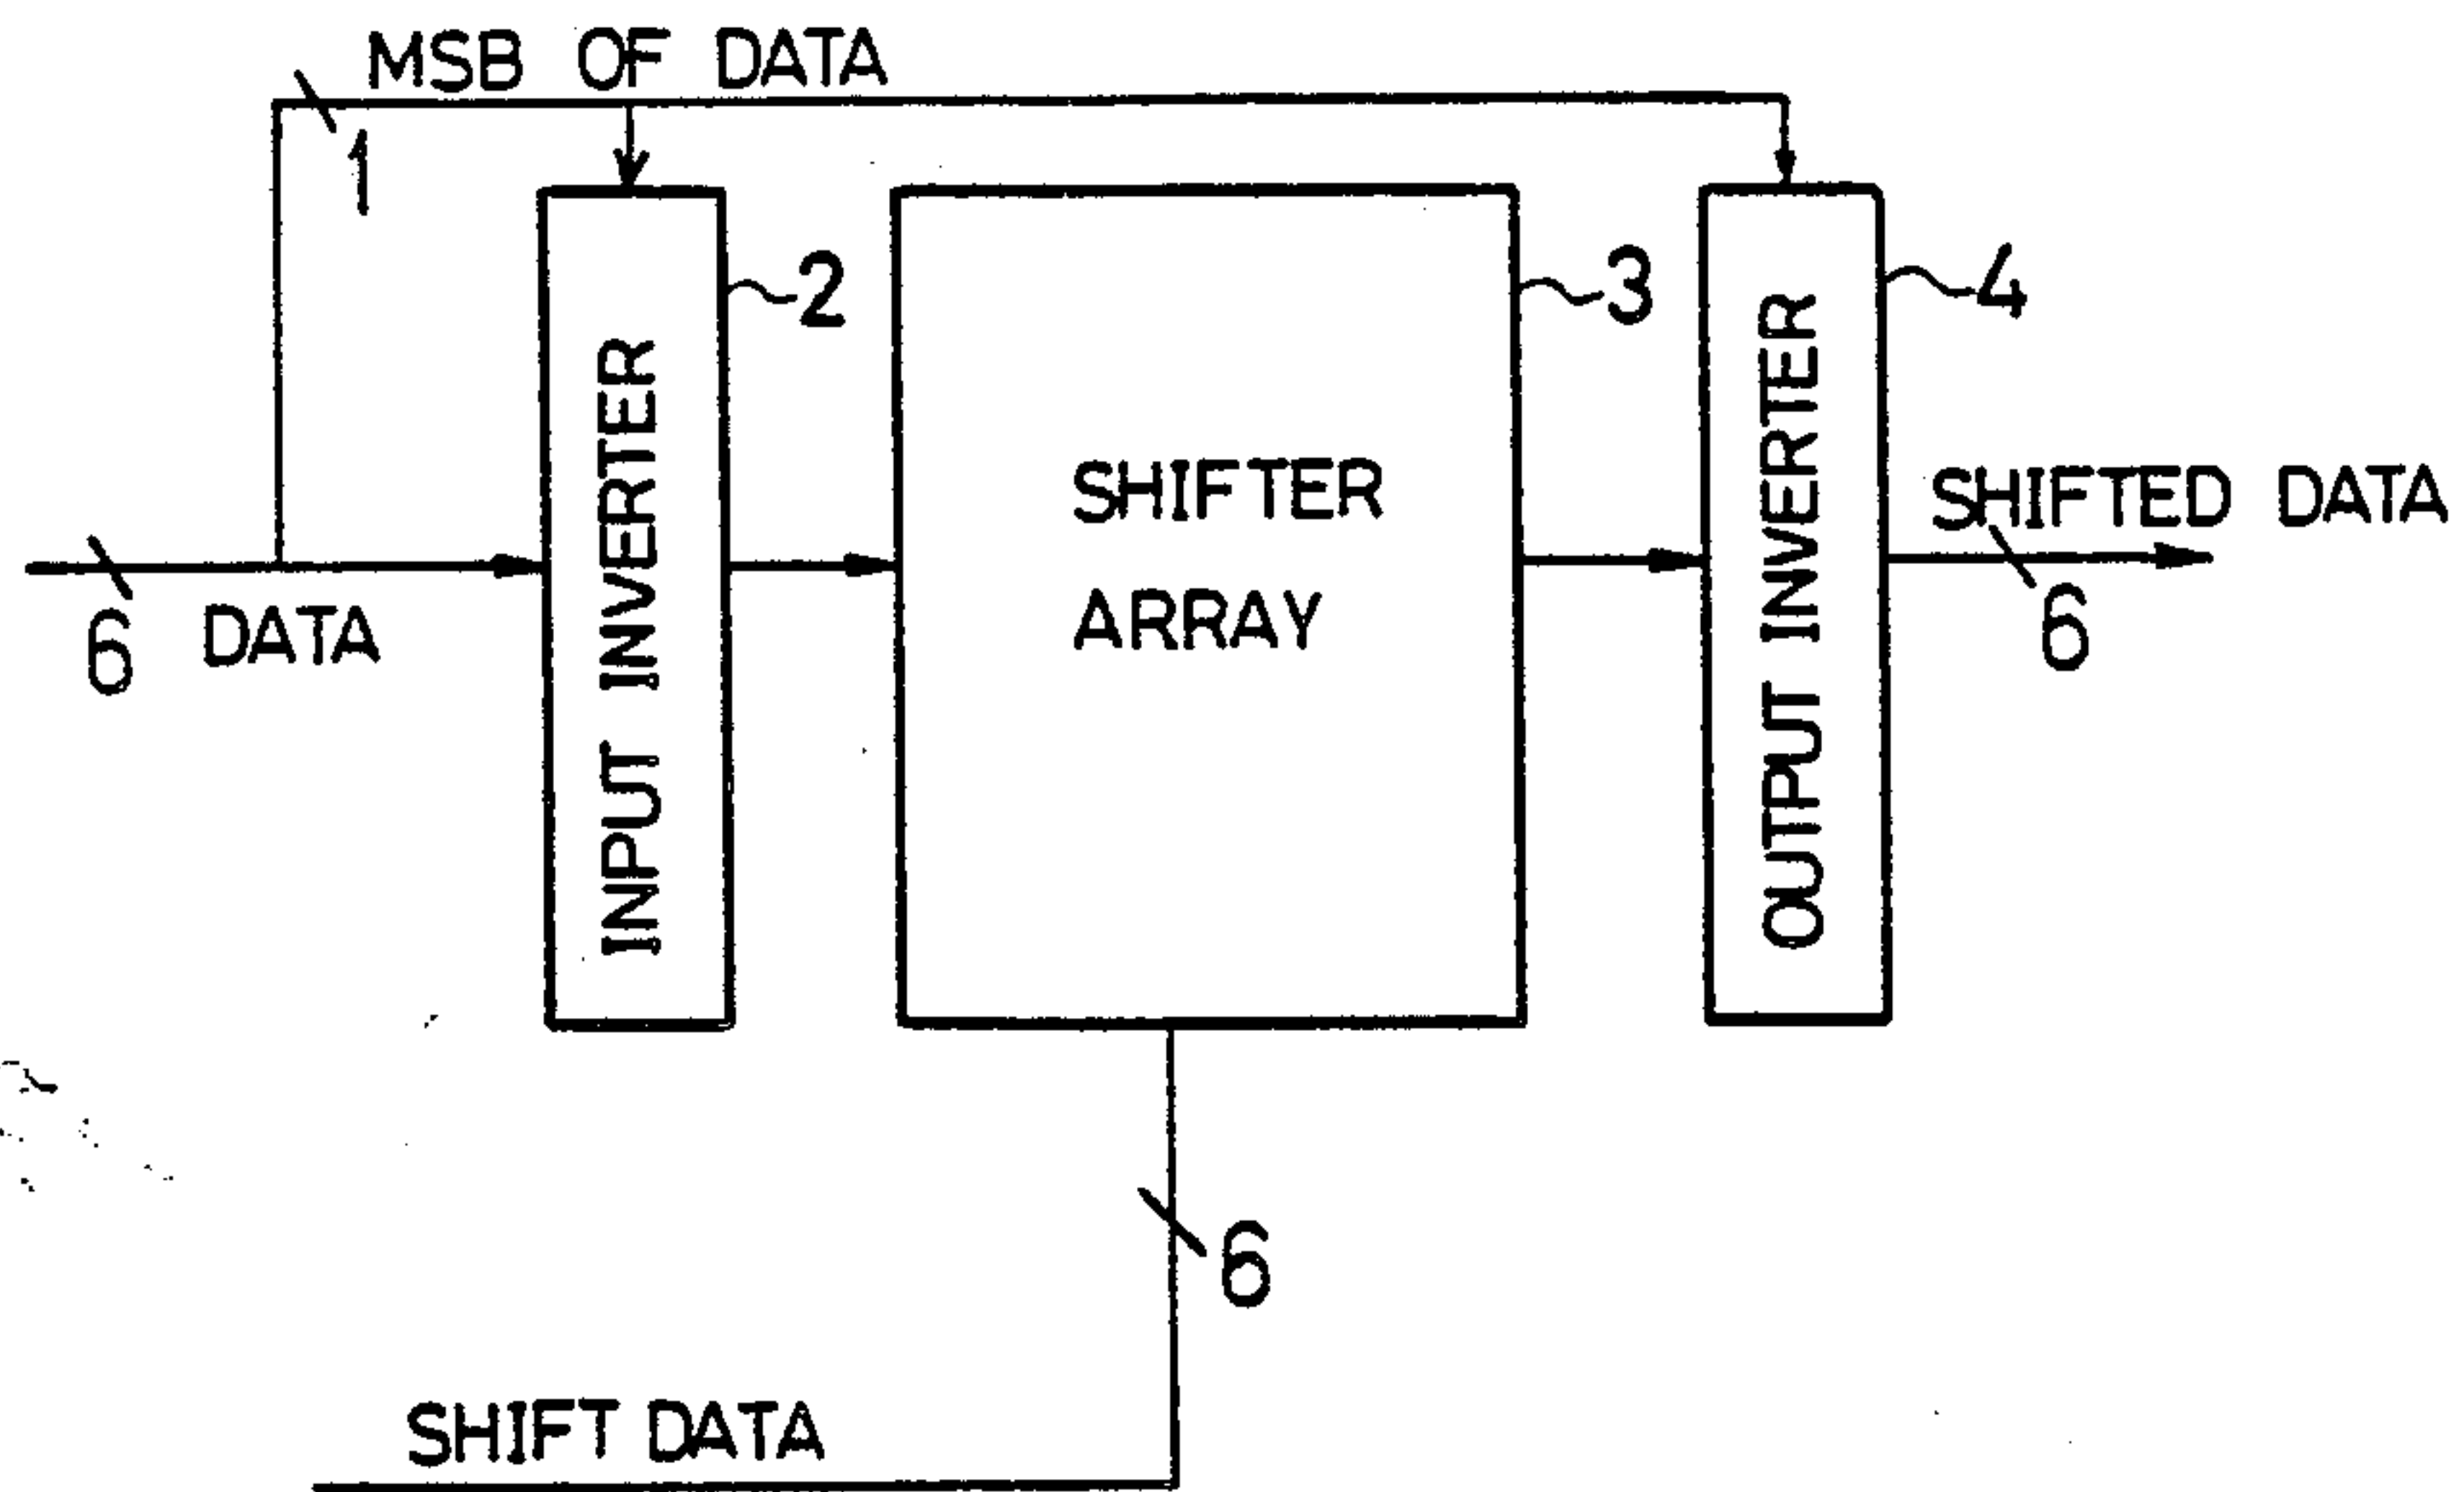 MSB OF DATA
1
2
3
4
INPUT INVERTER
SHIFTER
ARRAY
OUTPUT INVERTER
SHIFTED DATA
6
DATA
6
6
SHIFT DATA